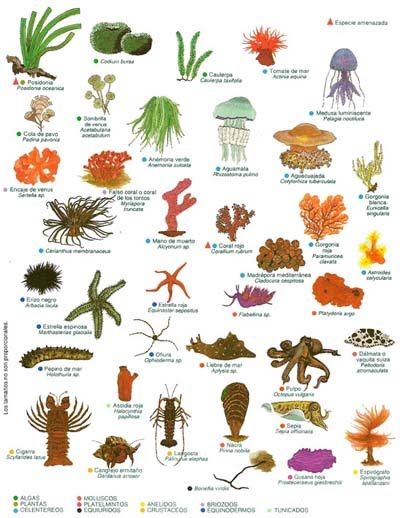 Especie amenazada
Posidonia
Posidonia oceanica
Codium bursa
Caulerpa
Caulerpa taxifolia
Tomate de mar
Actinia equina
Medusa luminiscente
Pelagia noctiluca
Cola de pavo
Padina pavonia
Sombrilla
de venus
Acetabularia
acetabulum
Anémona verde
Anemonia sulcata
Aguamala
Rhizostoma pulmo
Aguacuajada
Cotylorhiza tuberculata
Gorgonia
blanca
Eunicella
singularis
Encaje de venus
Sertella sp.
Falso coral o coral
de los tontos
Myriapora
truncata
Cerianthus membranaceus
Mano de muerto
Alcyonium sp.
Coral rojo
Corallium rubrum
Gorgonia
roja
Paramuricea
clavata
Astroides
calycularis
Madrépora mediterránea
Cladocora cespitosa
Erizo negro
Arbacia lixula
Estrella espinosa
Marthasterias glacialis
Estrella roja
Equinaster sepositus
Flabellina sp.
Platydoris argo
Pepino de mar
Holothuria sp.
Ofiura
Ophioderma sp.
Liebre de mar
Aplysia sp.
Pulpo
Octopus vulgaris
Dálmata o
vaquita suiza
Peltodoris
atromaculata
Ascidia roja
Halocynthia
papillosa
Cigarra
Scyllarides latus
Cangrejo ermitaño
Dardanus arrosor
Langosta
Palinurus elephas
Nacra
Pinna nobilis
Sepia
Sepia officinalis
Espirógrafo
Spirographis
spallanzani
Bonellia viridis
Gusano hoja
Prostheceraeus giesbrechtii
Los tamaños no son proporcionales.
ALGAS
PLANTAS
CELENTEREOS
MOLUSCOS
PLATELMINTOS
EQUIURIDOS
ANELIDOS
CRUSTACEOS
BRIOZOOS
EQUINODERMOS
TUNICADOS